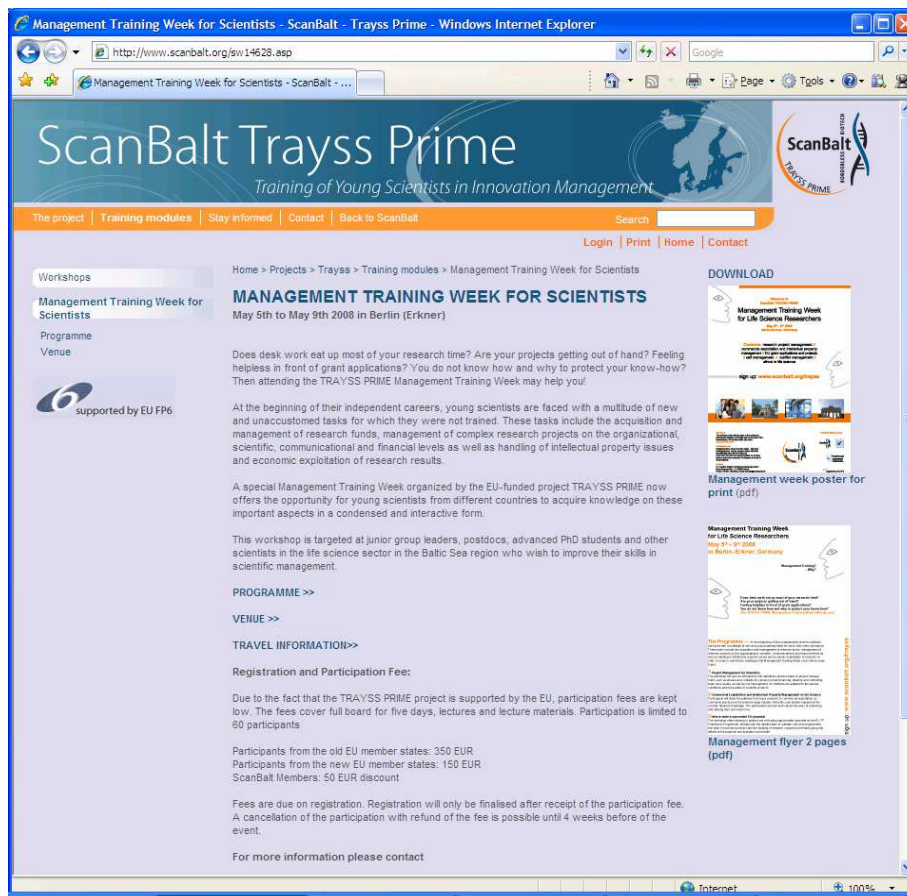 Management Training Week for Scientists - ScanBalt - Trayss Prime - Windows Internet Explorer
http://www.scanbalt.org/sw14628.asp
Google
Management Training Week for Scientists - ScanBalt - ...
Page
Tools
ScanBalt Trayss Prime
Training of Young Scientists in Innovation Management
ScanBalt
BORDERLESS BIOTECH
TRAYSS PRIME
The project | Training modules | Stay informed | Contact | Back to ScanBalt
Search
Login | Print | Home | Contact
Workshops
Management Training Week for
Scientists
Programme
Venue
6
supported by EU FP6
Home > Projects > Trayss > Training modules > Management Training Week for Scientists
MANAGEMENT TRAINING WEEK FOR SCIENTISTS
May 5th to May 9th 2008 in Berlin (Erkner)
Does desk work eat up most of your research time? Are your projects getting out of hand? Feeling
helpless in front of grant applications? You do not know how and why to protect your know-how?
Then attending the TRAYSS PRIME Management Training Week may help you!
At the beginning of their independent careers, young scientists are faced with a multitude of new
and unaccustomed tasks for which they were not trained. These tasks include the acquisition and
management of research funds, management of complex research projects on the organizational,
scientific, communicational and financial levels as well as handling of intellectual property issues
and economic exploitation of research results.
A special Management Training Week organized by the EU-funded project TRAYSS PRIME now
offers the opportunity for young scientists from different countries to acquire knowledge on these
important aspects in a condensed and interactive form.
This workshop is targeted at junior group leaders, postdocs, advanced PhD students and other
scientists in the life science sector in the Baltic Sea region who wish to improve their skills in
scientific management.
PROGRAMME >>
VENUE >>
TRAVEL INFORMATION>>
Registration and Participation Fee:
Due to the fact that the TRAYSS PRIME project is supported by the EU, participation fees are kept
low. The fees cover full board for five days, lectures and lecture materials. Participation is limited to
60 participants
Participants from the old EU member states: 350 EUR
Participants from the new EU member states: 150 EUR
ScanBalt Members: 50 EUR discount
Fees are due on registration. Registration will only be finalised after receipt of the participation fee.
A cancellation of the participation with refund of the fee is possible until 4 weeks before of the
event.
For more information please contact
DOWNLOAD
Management Training Week
for Life Science Researchers
sign up: www.scanbalt.org/trayss
Management week poster for
print (pdf)
Management Training Week
for Life Science Researchers
May 5th - 9th 2008
in Berlin-Erkner, Germany
The Programme
sign up: www.scanbalt.org/trayss
Management flyer 2 pages
(pdf)
Internet
100%